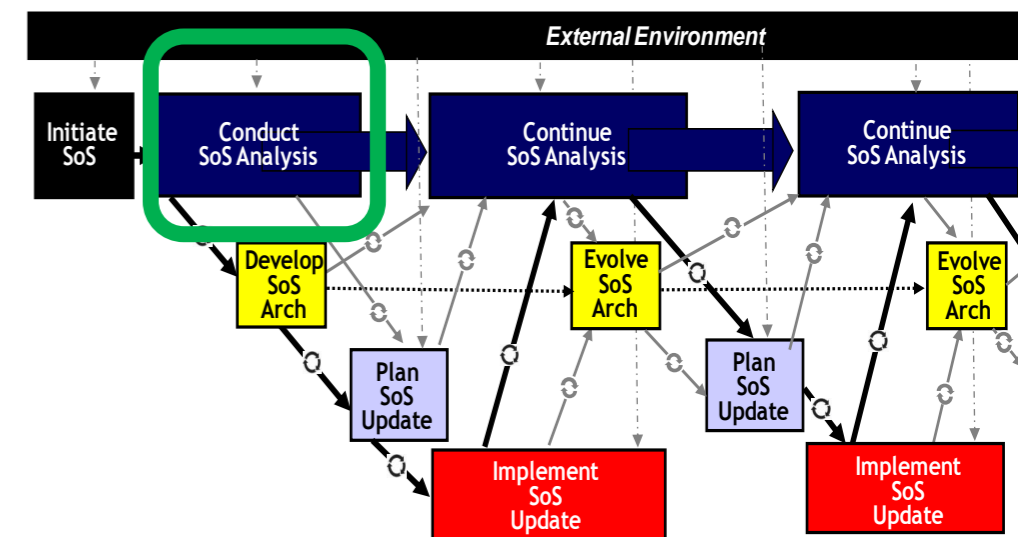 External Environment
Initiate
SoS
Conduct
SoS Analysis
Continue
SoS Analysis
Continue
SoS Analysis
Develop
SoS
Arch
Evolve
SoS
Arch
Evolve
SoS
Arch
Plan
SoS
Update
Plan
SoS
Update
Implement
SoS
Update
Implement
SoS
Update